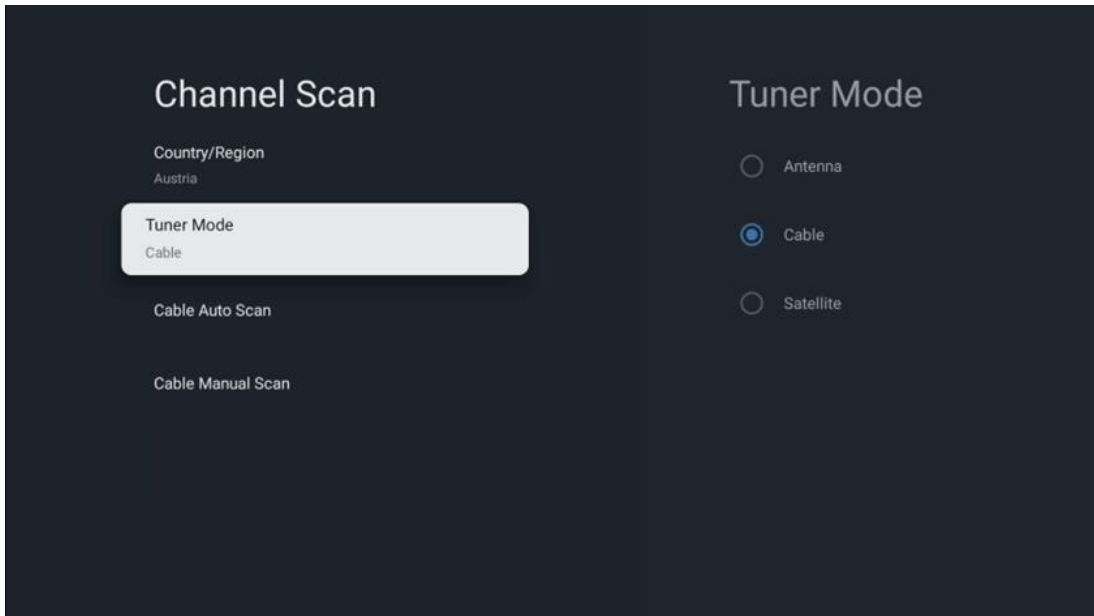 Channel Scan
Country/Region
Austria
Tuner Mode
Cable
Cable Auto Scan
Cable Manual Scan
Tuner Mode
Antenna
Cable
Satellite